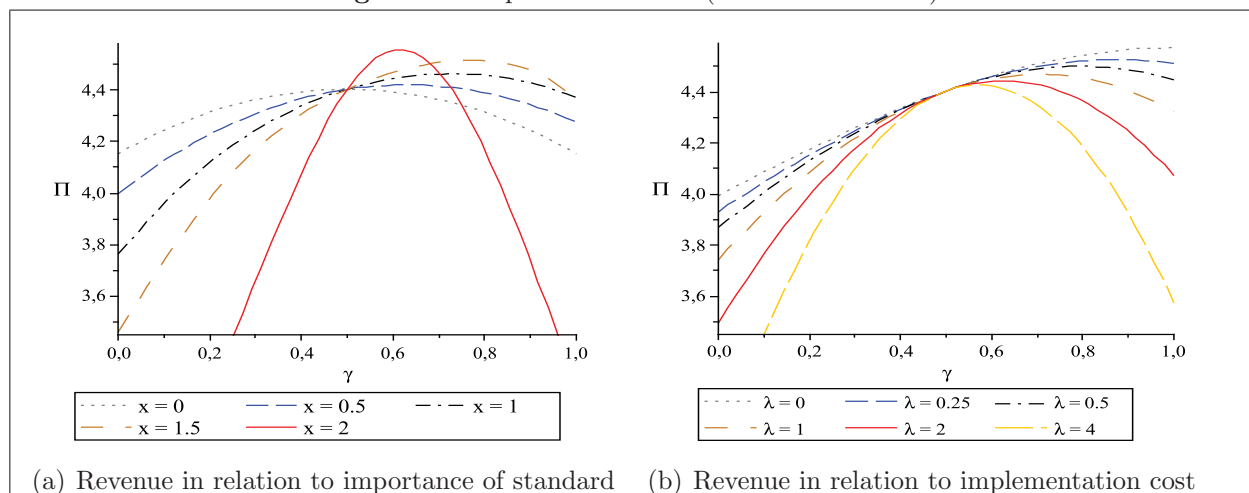 4,4
4,2
Π 4,0
3,8
3,6
0,0 0,2 0,4 0,6 0,8 1,0
γ
x = 0 x = 0.5 x = 1
x = 1.5 x = 2
(a) Revenue in relation to importance of standard
4,4
4,2
Π 4,0
3,8
3,6
0,0 0,2 0,4 0,6 0,8 1,0
γ
λ = 0 λ = 0.25 λ = 0.5
λ = 1 λ = 2 λ = 4
(b) Revenue in relation to implementation cost